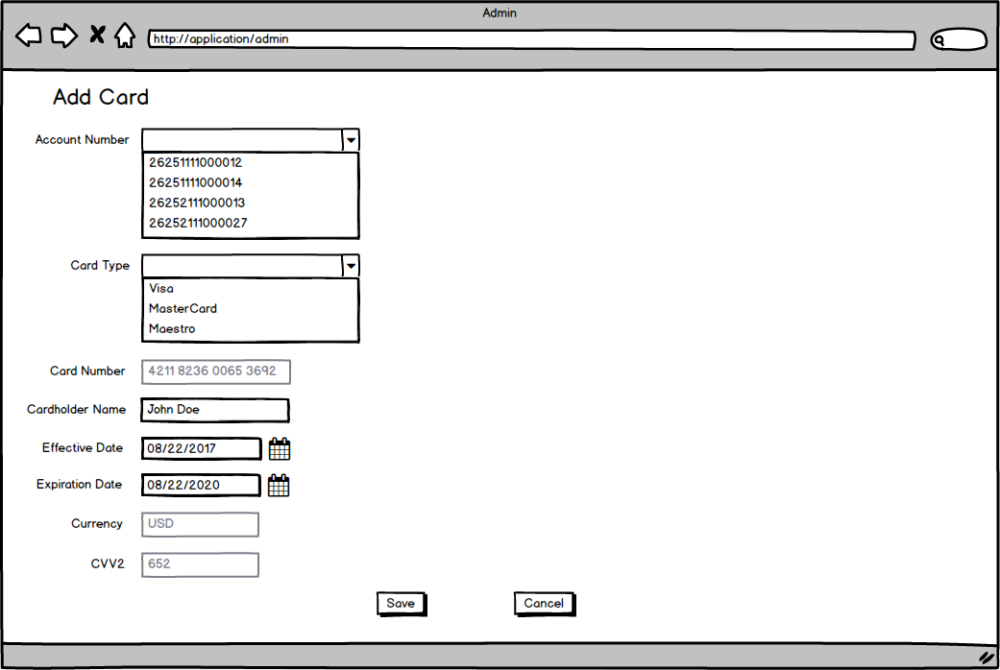 Admin
http://application/admin
Add Card
Account Number
26251111000012
26251111000014
26252111000013
26252111000027
Card Type
Visa
MasterCard
Maestro
Card Number 4211 8236 0065 3692
Cardholder Name John Doe
Effective Date 08/22/2017
Expiration Date 08/22/2020
Currency USD
CVV2 652
Save Cancel